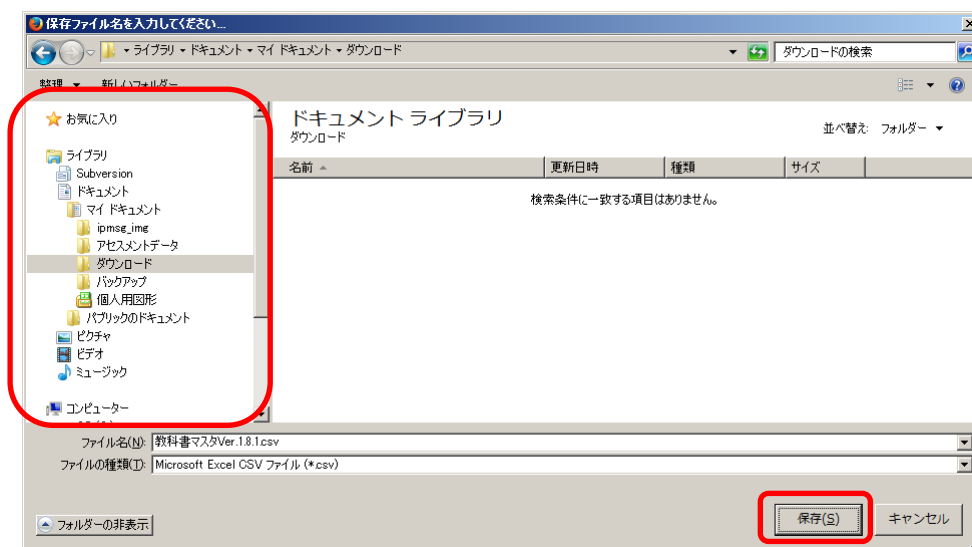 保存ファイル名を入力してください...
ライブラリ ▾ ドキュメント ▾ マイ ドキュメント ▾ ダウンロード
ダウンロードの検索
整理 ▼ 新しいフォルダー
お気に入り
ライブラリ
Subversion
ドキュメント
マイ ドキュメント
ipmsg_img
アセスメントデータ
ダウンロード
バックアップ
個人用図形
パブリックのドキュメント
ピクチャ
ビデオ
ミュージック
コンピューター
ドキュメント ライブラリ
ダウンロード
並べ替え: フォルダー ▼
名前 更新日時 種類 サイズ
検索条件に一致する項目はありません。
ファイル名(N): 教科書マスタVer.1.8.1.csv
ファイルの種類(T): Microsoft Excel CSV ファイル (*.csv)
フォルダーの非表示
保存(S) キャンセル